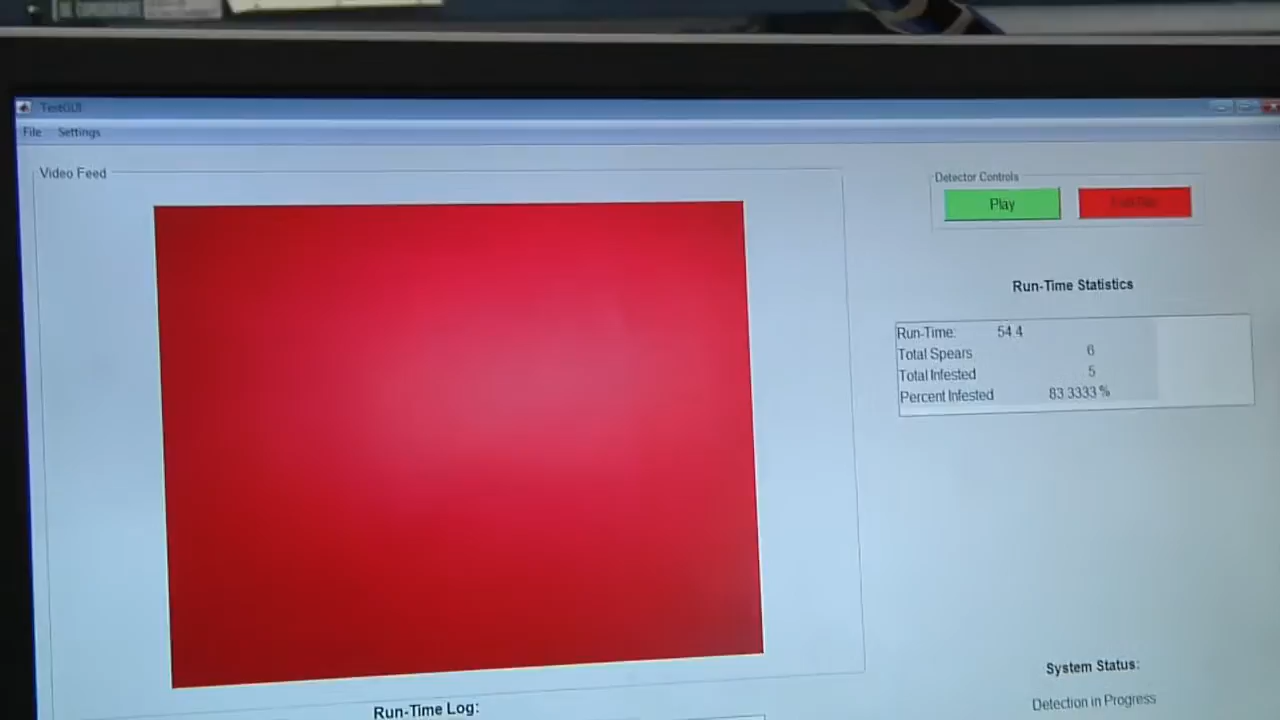 TestGUI
File Settings
Video Feed
Detector Controls
Play
Run-Time Statistics
Run-Time: 54.4
Total Spears 6
Total Infested 5
Percent Infested 83.3333 %
System Status:
Detection in Progress
Run-Time Log: